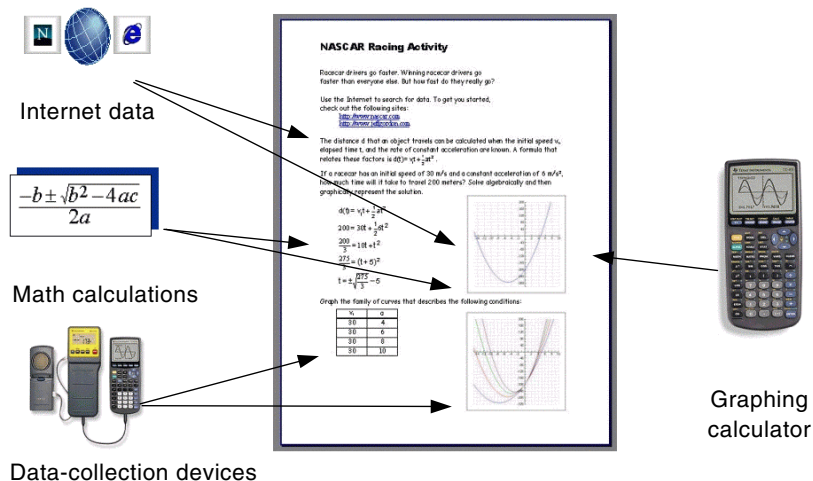 Internet data
−b ± √b² − 4ac
2a
Math calculations
Data-collection devices
NASCAR Racing Activity
Racecar drivers go faster. Winning racecar drivers go
faster than everyone else. But how fast do they really go?
Use the Internet to search for data. To get you started,
check out the following sites:
http://www.nascar.com
http://www.jeffgordon.com
The distance d that an object travels can be calculated when the initial speed vᵢ,
elapsed time t, and the rate of constant acceleration are known. A formula that
relates these factors is d(t)= vᵢt+½at².
If a racecar has an initial speed of 30 m/s and a constant acceleration of 6 m/s²,
how much time will it take to travel 200 meters? Solve algebraically and then
graphically represent the solution.
d(t)= vᵢt+½at²
200=30t+½6t²
200/3=10t+t²
275/3=(t+5)²
t=±√275/3−5
Graph the family of curves that describes the following conditions:
vᵢ a
30 4
30 6
30 8
30 10
Graphing
calculator